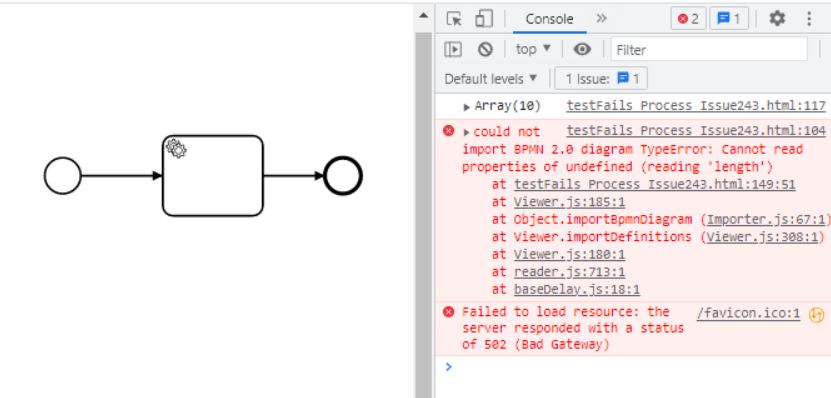 Console
2
1
top
Filter
Default levels
1 Issue: 1
Array(10) testFails Process Issue243.html:117
could not testFails Process Issue243.html:104
import BPMN 2.0 diagram TypeError: Cannot read
properties of undefined (reading 'length')
at testFails Process Issue243.html:149:51
at Viewer.js:185:1
at Object.importBpmnDiagram (Importer.js:67:1)
at Viewer.importDefinitions (Viewer.js:308:1)
at Viewer.js:180:1
at reader.js:713:1
at baseDelay.js:18:1
Failed to load resource: the /favicon.ico:1
server responded with a status
of 502 (Bad Gateway)